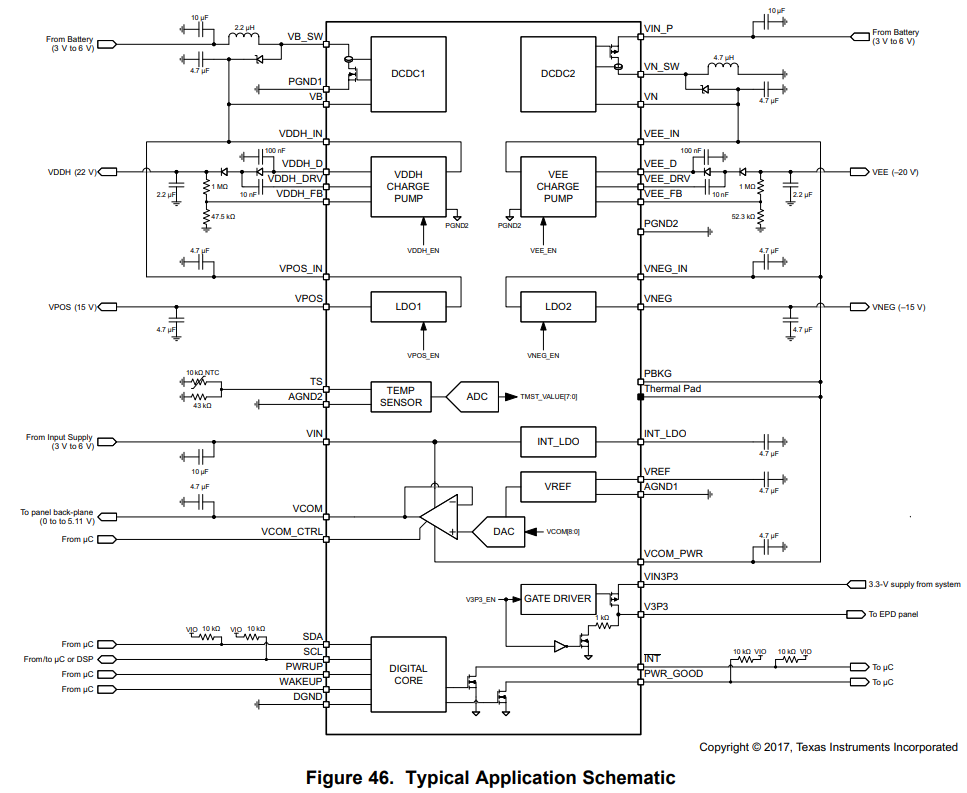 10 µF
2.2 µH
From Battery
(3 V to 6 V)
VB_SW
4.7 µF
PGND1
VB
DCDC1
DCDC2
VIN_P
10 µF
From Battery
(3 V to 6 V)
4.7 µH
VN_SW
VN
4.7 µF
VDDH_IN
100 nF
VDDH_D
VDDH (22 V)
VDDH_DRV
1 MΩ
10 nF
VDDH_FB
2.2 µF
47.5 kΩ
VDDH
CHARGE
PUMP
PGND2
VDDH_EN
VEE
CHARGE
PUMP
PGND2
VEE_EN
VEE_IN
100 nF
VEE_D
VEE (–20 V)
VEE_DRV
1 MΩ
10 nF
VEE_FB
2.2 µF
52.3 kΩ
PGND2
4.7 µF
VPOS_IN
VPOS (15 V)
VPOS
4.7 µF
LDO1
VPOS_EN
LDO2
VNEG_EN
VNEG_IN
4.7 µF
VNEG
VNEG (–15 V)
4.7 µF
10 kΩ NTC
TS
43 kΩ
AGND2
TEMP
SENSOR
ADC
TMST_VALUE[7:0]
PBKG
Thermal Pad
From Input Supply
(3 V to 6 V)
VIN
10 µF
INT_LDO
INT_LDO
4.7 µF
VREF
VREF
AGND1
4.7 µF
4.7 µF
To panel back-plane
(0 to to 5.11 V)
VCOM
From µC
VCOM_CTRL
DAC
VCOM[8:0]
4.7 µF
VCOM_PWR
VIN3P3
3.3-V supply from system
V3P3_EN
GATE DRIVER
V3P3
To EPD panel
1 kΩ
VIO
10 kΩ
VIO
10 kΩ
From µC
SDA
From/to µC or DSP
SCL
From µC
PWRUP
From µC
WAKEUP
DGND
DIGITAL
CORE
10 kΩ
VIO
10 kΩ
VIO
INT
To µC
PWR_GOOD
To µC
Copyright © 2017, Texas Instruments Incorporated
Figure 46. Typical Application Schematic